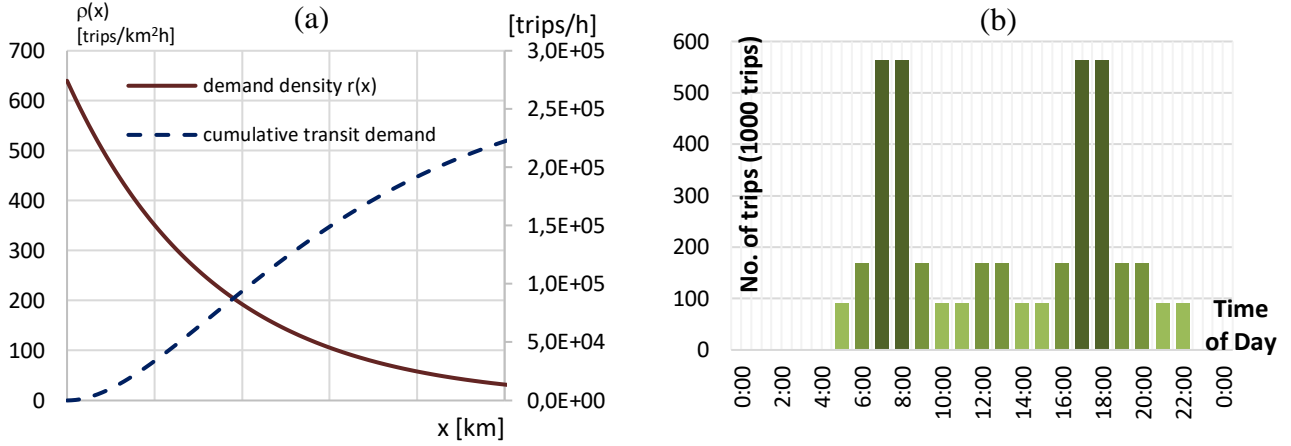 (a)
ρ(x)
[trips/km²h]
[trips/h]
700
600
500
400
300
200
100
0
demand density r(x)
cumulative transit demand
3,0E+05
2,5E+05
2,0E+05
1,5E+05
1,0E+05
5,0E+04
0,0E+00
x [km]
(b)
No. of trips (1000 trips)
600
500
400
300
200
100
0
0:00
2:00
4:00
6:00
8:00
10:00
12:00
14:00
16:00
18:00
20:00
22:00
0:00
Time
of Day